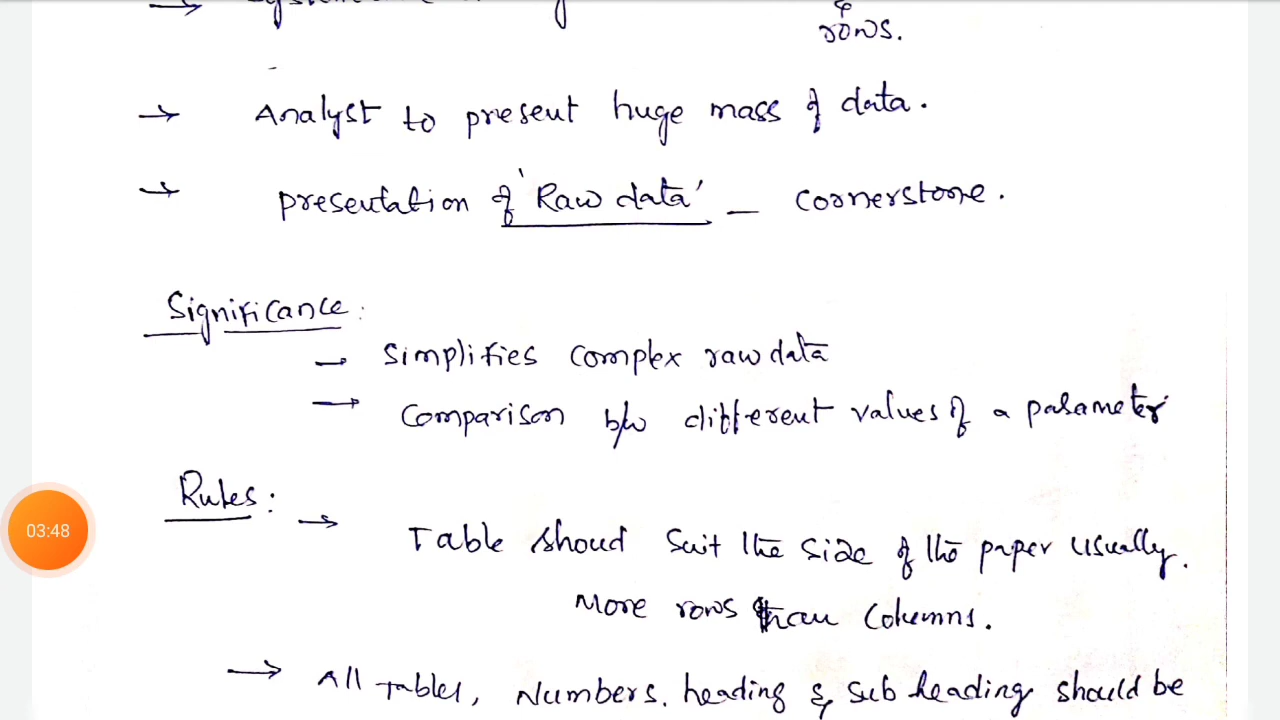 &
rows.
→ Analyst to present huge mass of data.
→ presentation of 'Raw data' – cornerstone.
Significance:
→ Simplifies complex raw data
→ Comparison b/w different values of a parameter
Rules: → Table shoud suit the size of the paper usually.
More rows than columns.
→ All tables, Numbers, heading & sub heading should be
03:48